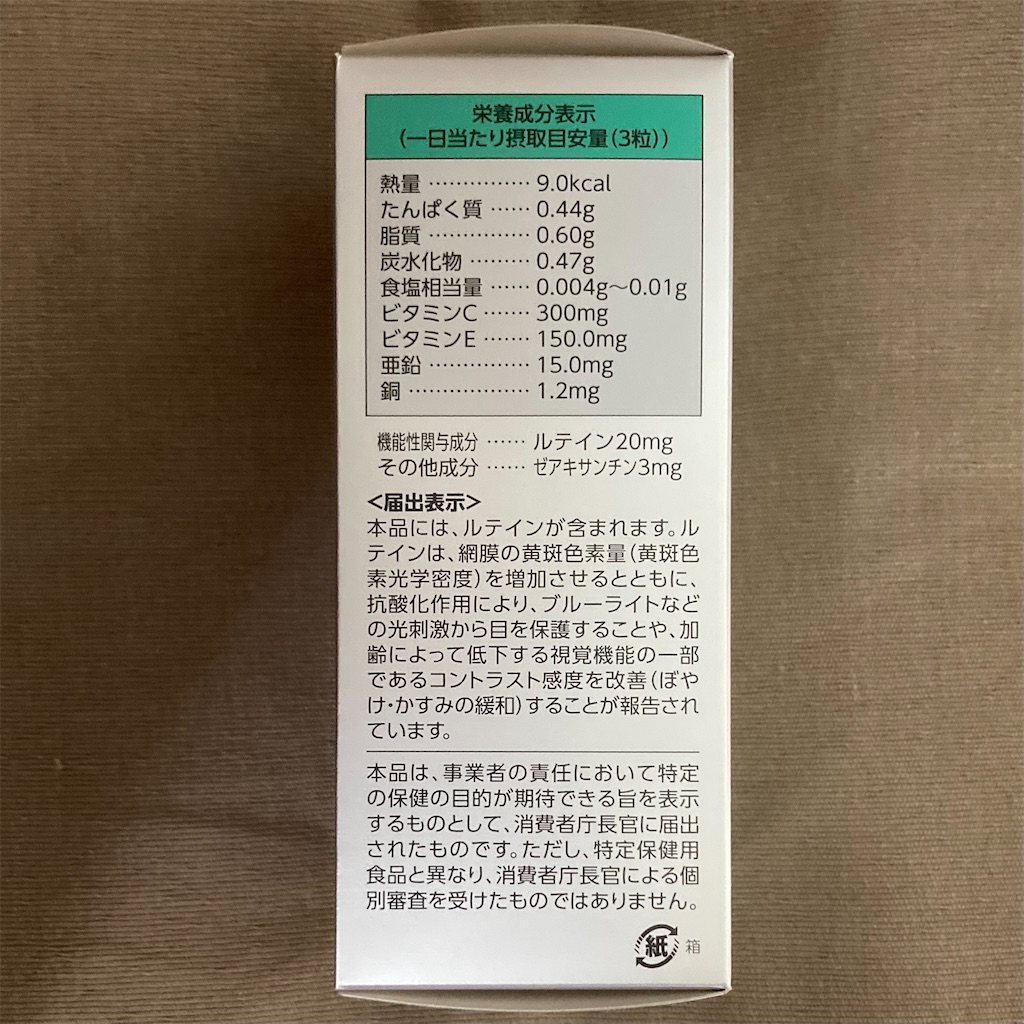 栄養成分表示
(一日当たり摂取目安量(3粒))
熱量 …………… 9.0kcal
たんぱく質 …… 0.44g
脂質 …………… 0.60g
炭水化物 ……… 0.47g
食塩相当量 …… 0.004g～0.01g
ビタミンC ……. 300mg
ビタミンE ……. 150.0mg
亜鉛 …………… 15.0mg
銅 ……………… 1.2mg
機能性関与成分 …… ルテイン20mg
その他成分 …… ゼアキサンチン3mg
<届出表示>
本品には、ルテインが含まれます。ル
テインは、網膜の黄斑色素量(黄斑色
素光学密度)を増加させるとともに、
抗酸化作用により、ブルーライトなど
の光刺激から目を保護することや、加
齢によって低下する視覚機能の一部
であるコントラスト感度を改善(ぼや
け・かすみの緩和)することが報告され
ています。
本品は、事業者の責任において特定
の保健の目的が期待できる旨を表示
するものとして、消費者庁長官に届出
されたものです。ただし、特定保健用
食品と異なり、消費者庁長官による個
別審査を受けたものではありません。
紙 箱